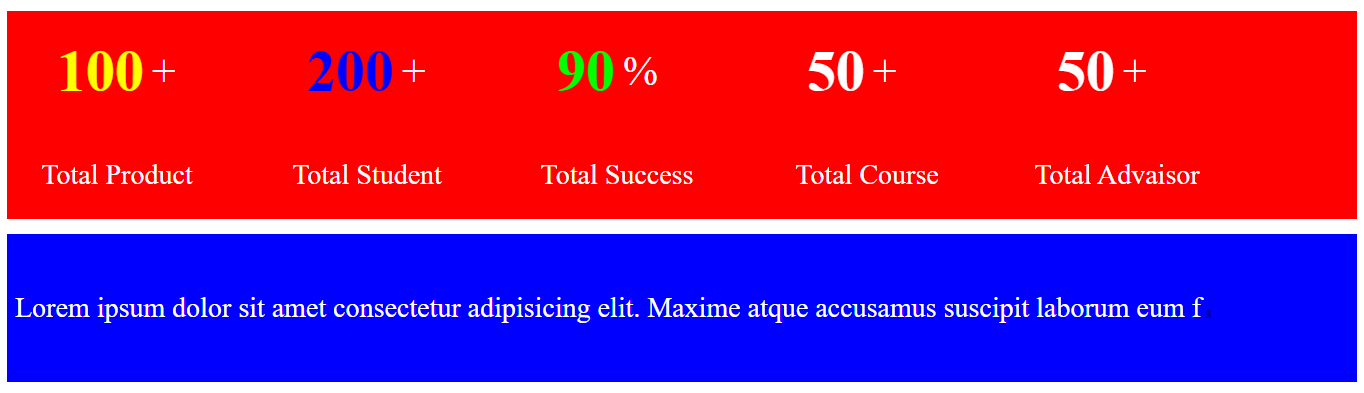 100 + 200 + 90 % 50 + 50 +
Total Product Total Student Total Success Total Course Total Advaisor
Lorem ipsum dolor sit amet consectetur adipisicing elit. Maxime atque accusamus suscipit laborum eum f